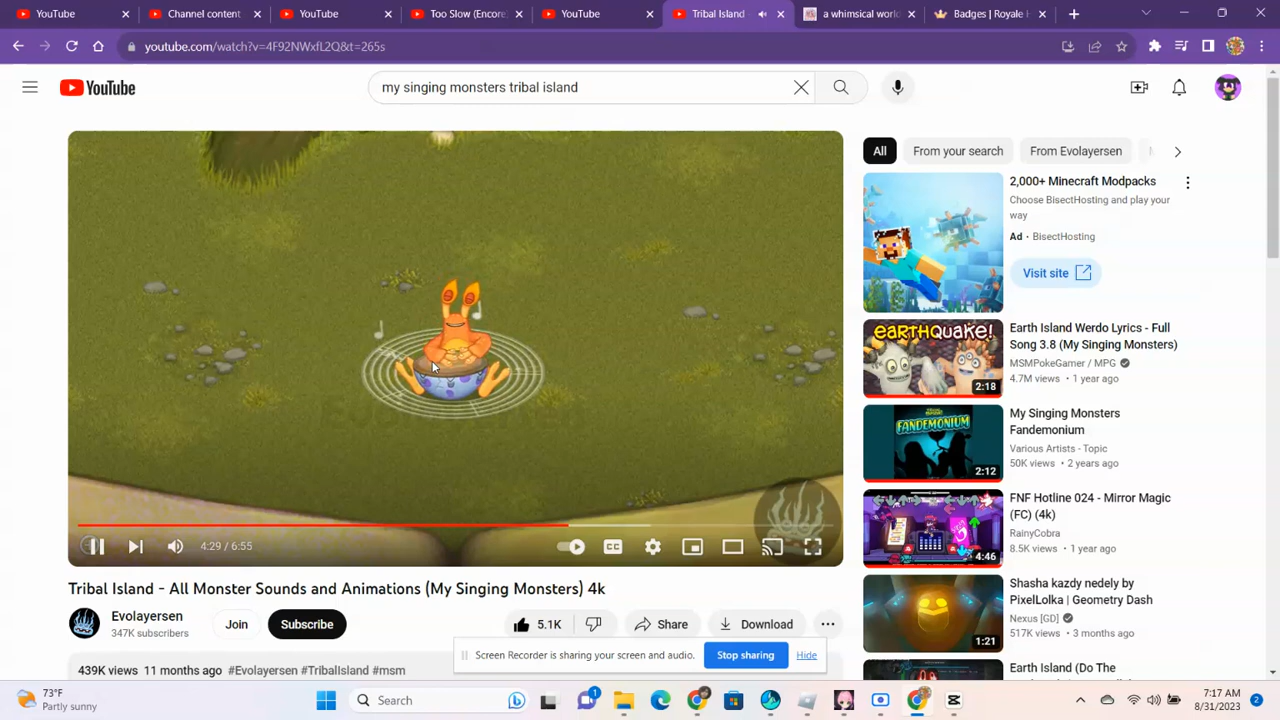 YouTube
Channel content
YouTube
Too Slow (Encore)
YouTube
Tribal Island -
a whimsical world
Badges | Royale
youtube.com/watch?v=4F92NWxfL2Q&t=265s
YouTube
my singing monsters tribal island
All
From your search
From Evolayersen
2,000+ Minecraft Modpacks
Choose BisectHosting and play your
way
Ad · BisectHosting
Visit site
EARTHQUAKE!
2:18
Earth Island Werdo Lyrics - Full
Song 3.8 (My Singing Monsters)
MSMPokeGamer / MPG
4.7M views · 1 year ago
FANDEMONIUM
2:12
My Singing Monsters
Fandemonium
Various Artists - Topic
50K views · 2 years ago
4:46
FNF Hotline 024 - Mirror Magic
(FC) (4k)
RainyCobra
8.5K views · 1 year ago
1:21
Shasha kazdy nedely by
PixelLolka | Geometry Dash
Nexus [GD]
517K views · 3 months ago
Earth Island (Do The
4:29 / 6:55
CC
Tribal Island - All Monster Sounds and Animations (My Singing Monsters) 4k
Evolayersen
347K subscribers
Join
Subscribe
5.1K
Share
Download
Screen Recorder is sharing your screen and audio.
Stop sharing
Hide
439K views 11 months ago #Evolayersen #TribalIsland #msm
73°F
Partly sunny
Search
1
7:17 AM
8/31/2023
2